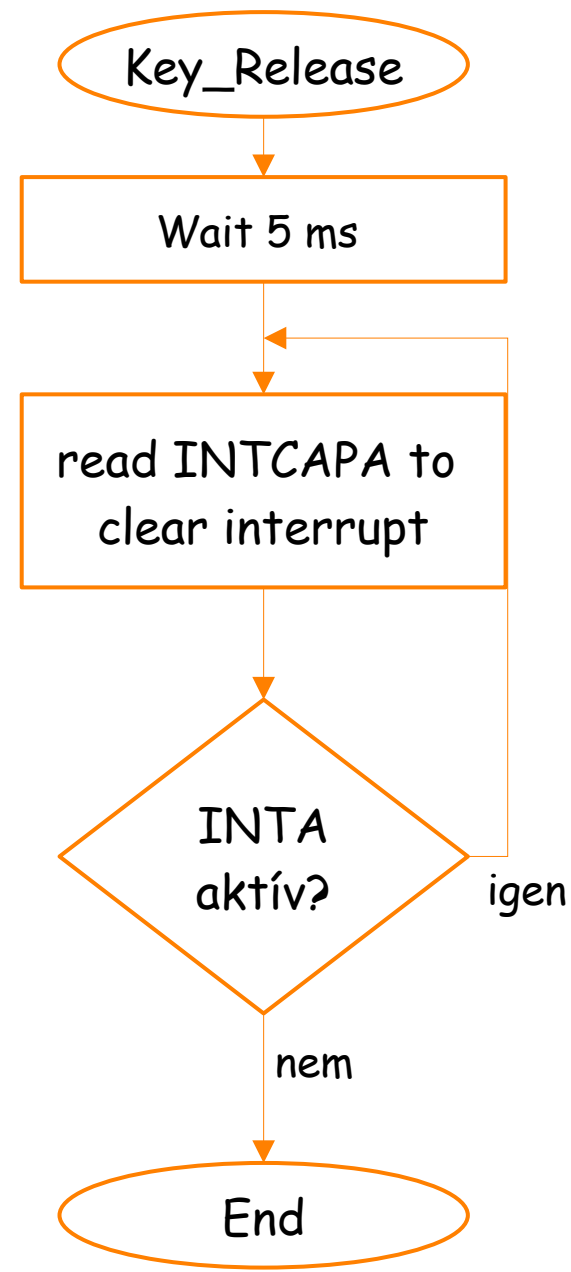 Key_Release
Wait 5 ms
read INTCAPA to
clear interrupt
INTA
aktív?
igen
nem
End